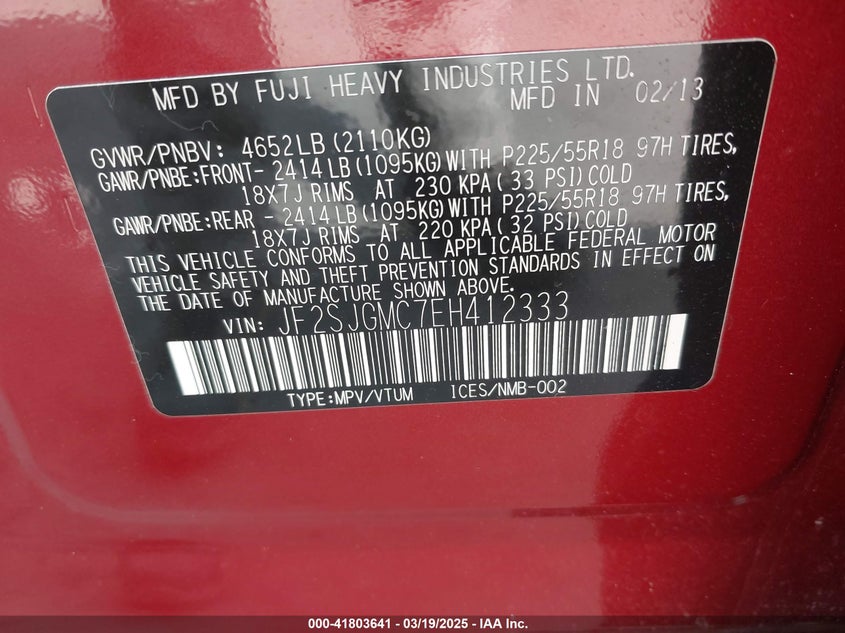 MFD BY FUJI HEAVY INDUSTRIES LTD.
MFD IN 02/13
GVWR/PNBV: 4652LB (2110KG)
GAWR/PNBE:FRONT- 2414LB(1095KG)WITH P225/55R18 97H TIRES,
18X7J RIMS AT 230 KPA(33 PSI)COLD
GAWR/PNBE:REAR - 2414LB(1095KG)WITH P225/55R18 97H TIRES,
18X7J RIMS AT 220 KPA(32 PSI)COLD
THIS VEHICLE CONFORMS TO ALL APPLICABLE FEDERAL MOTOR
VEHICLE SAFETY AND THEFT PREVENTION STANDARDS IN EFFECT ON
THE DATE OF MANUFACTURE SHOWN ABOVE.
VIN: JF2SJGMC7EH412333
TYPE:MPV/VTUM ICES/NMB-002
000-41803641 - 03/19/2025 - IAA Inc.